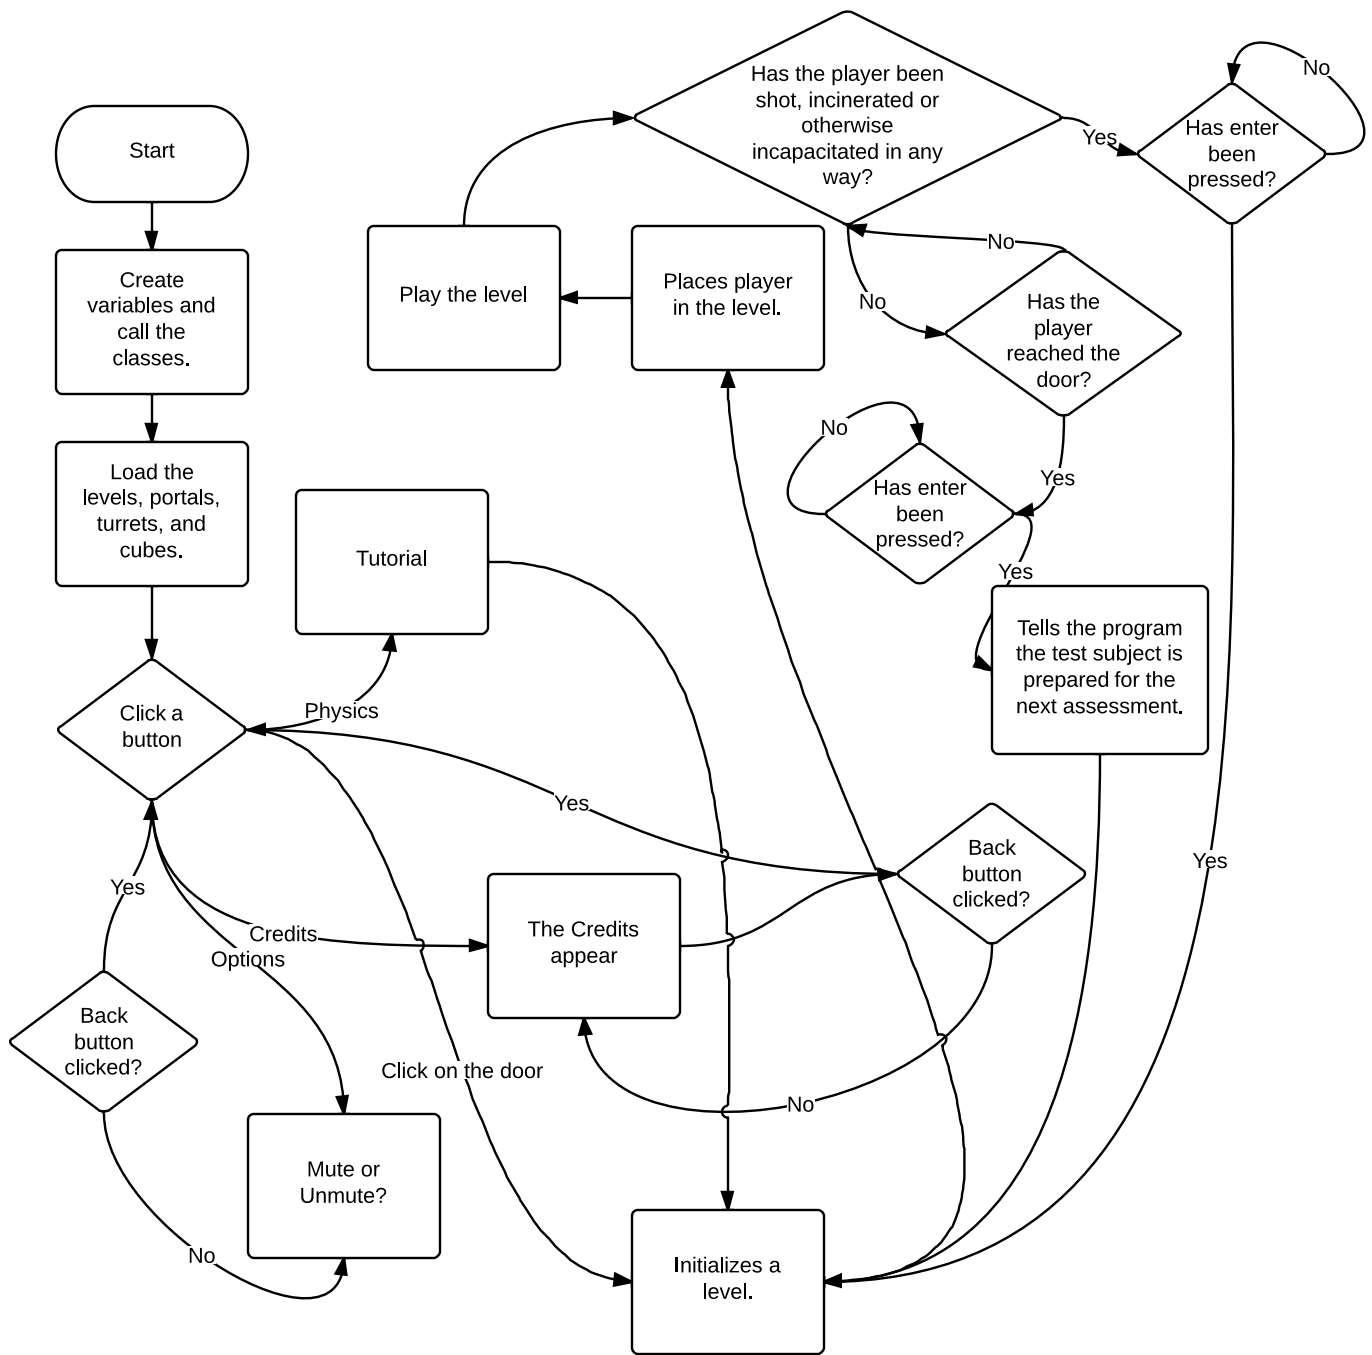 Start
Create
variables and
call the
classes.
Load the
levels, portals,
turrets, and
cubes.
Click a
button
Physics
Tutorial
Yes
Credits
Options
Back
button
clicked?
No
Mute or
Unmute?
Click on the door
The Credits
appear
Yes
Back
button
clicked?
No
Initializes a
level.
Places player
in the level.
Play the level
Has the player been
shot, incinerated or
otherwise
incapacitated in any
way?
Yes
Has enter
been
pressed?
No
Yes
No
No
Has the
player
reached the
door?
Yes
Has enter
been
pressed?
No
Yes
Tells the program
the test subject is
prepared for the
next assessment.